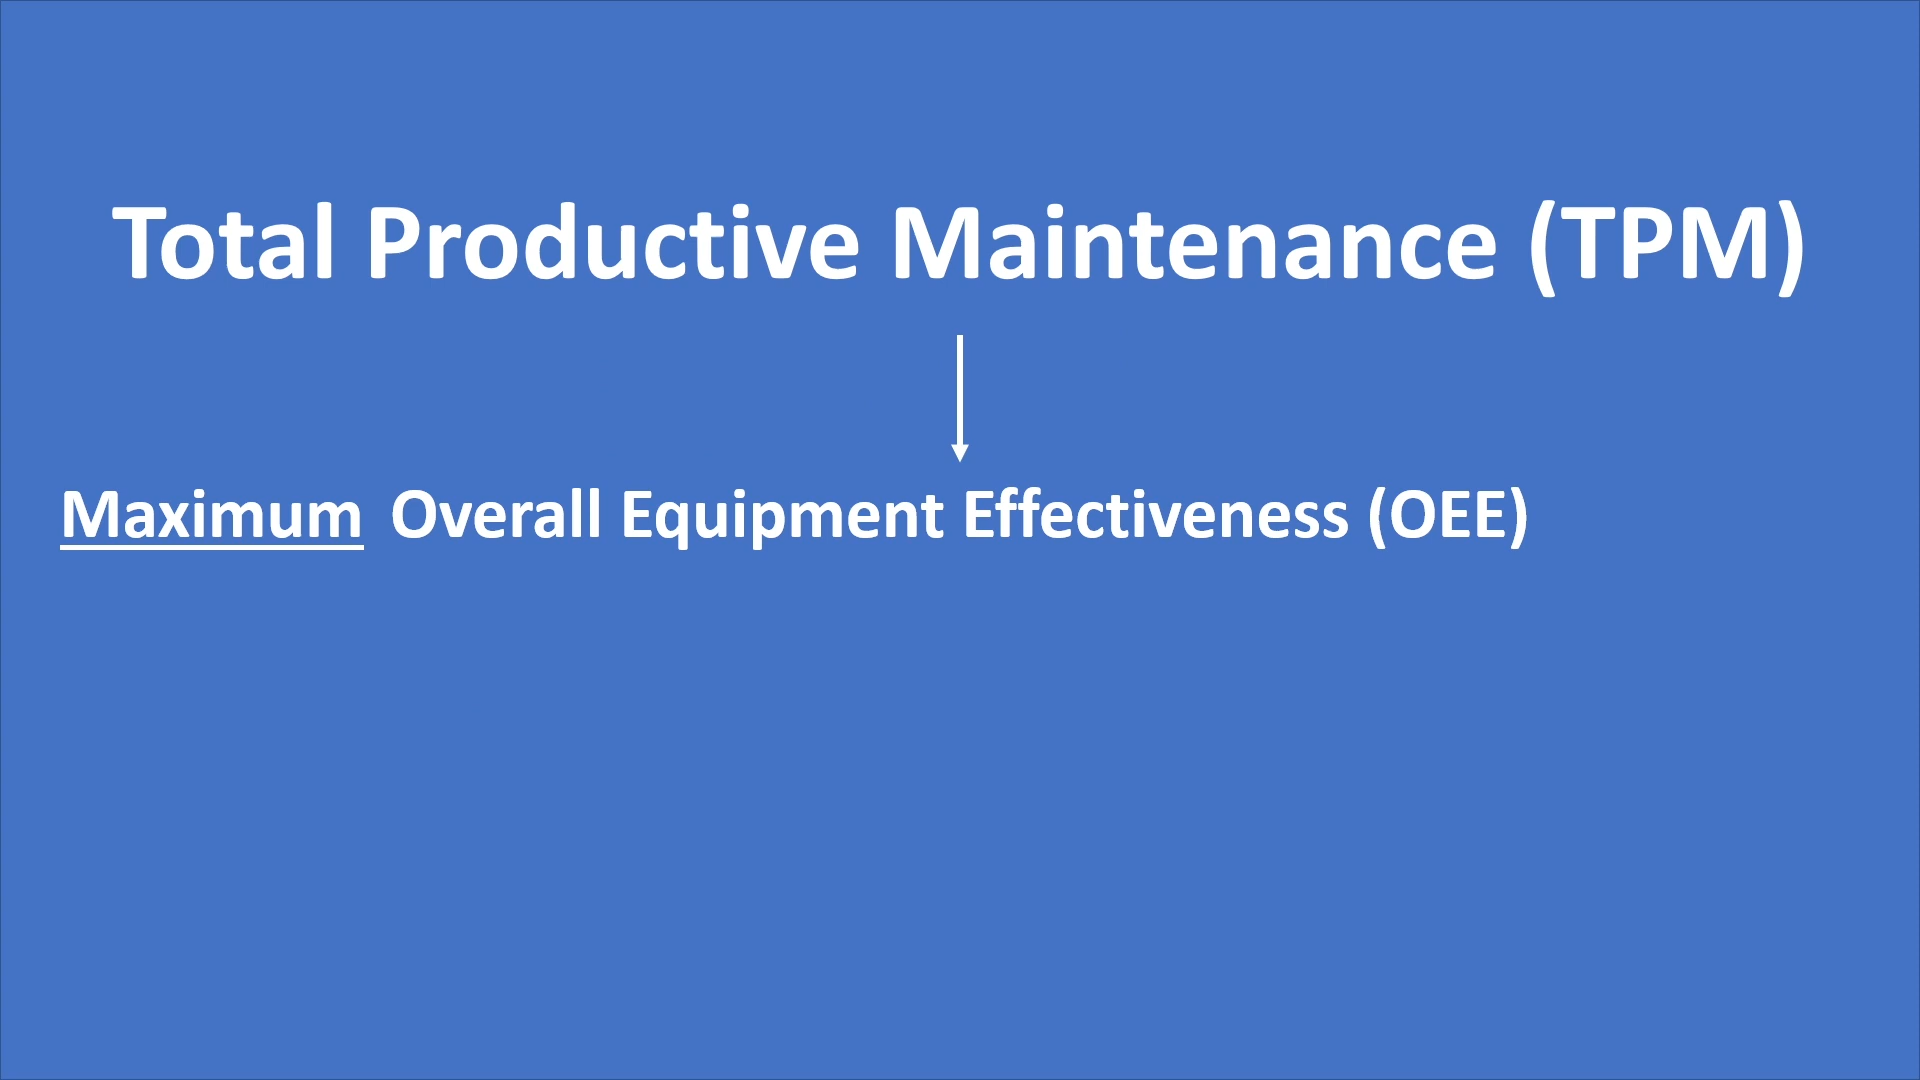 Total Productive Maintenance (TPM)
Maximum Overall Equipment Effectiveness (OEE)